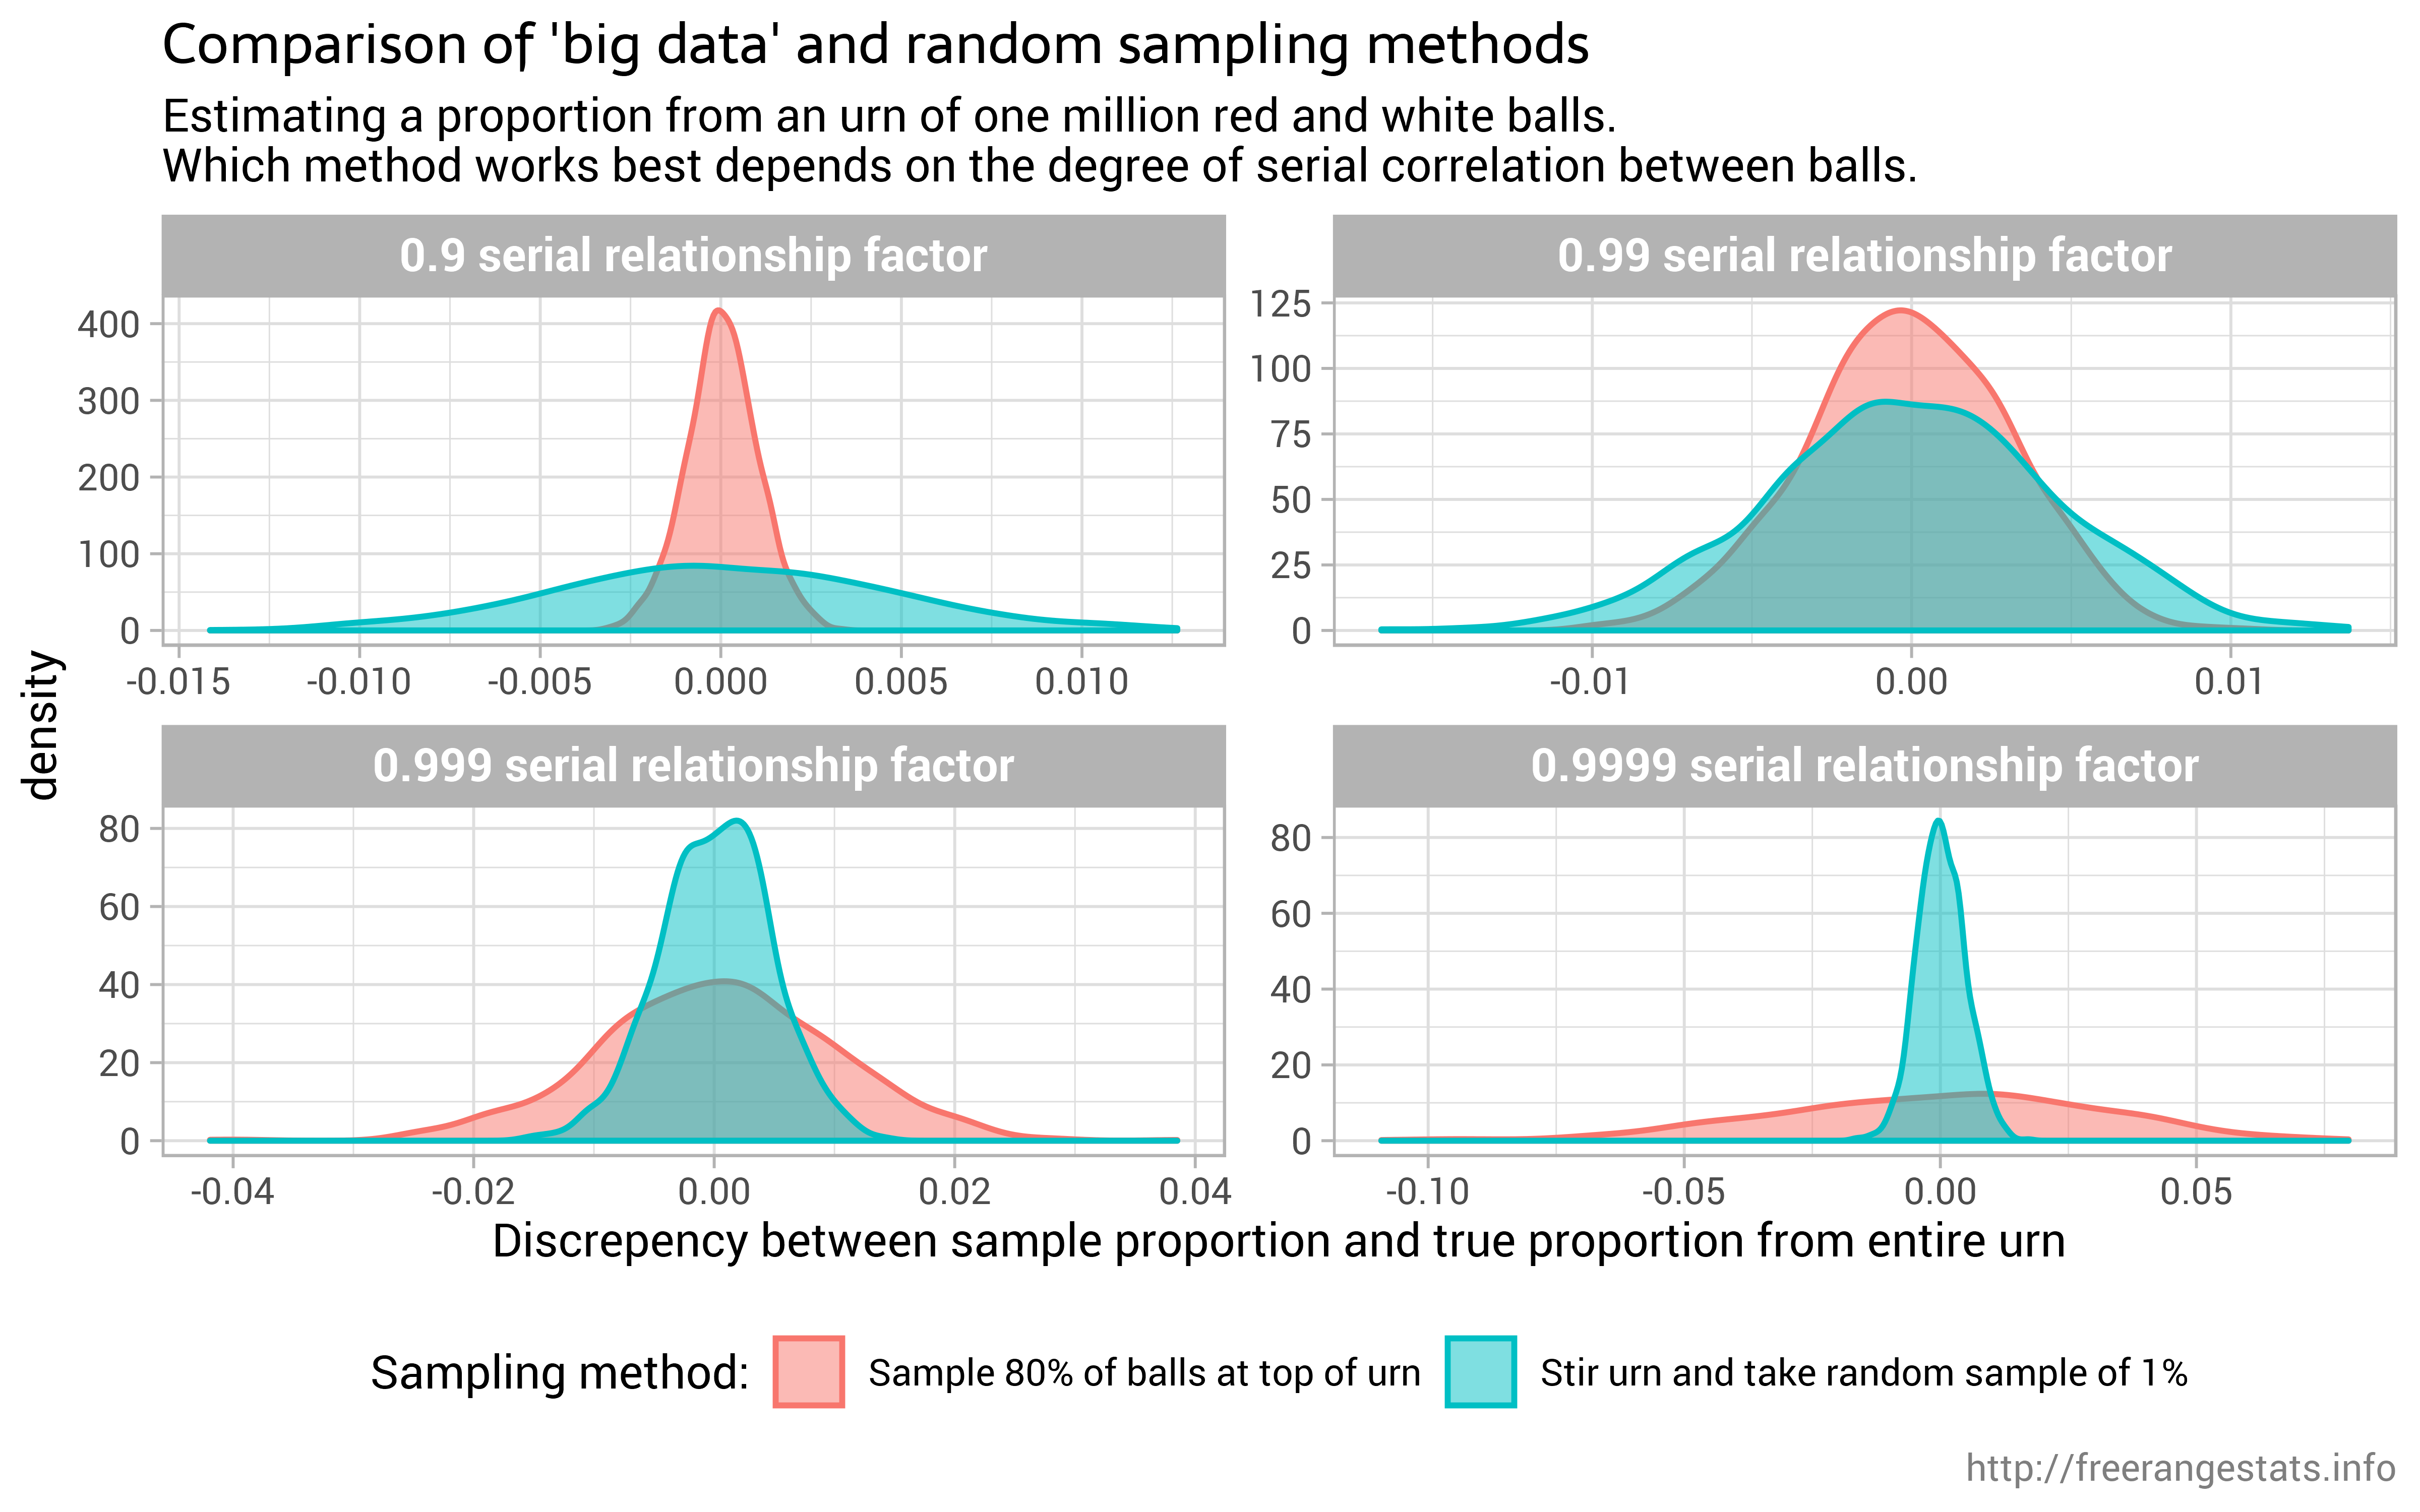 Comparison of 'big data' and random sampling methods
Estimating a proportion from an urn of one million red and white balls.
Which method works best depends on the degree of serial correlation between balls.
0.9 serial relationship factor
400
300
200
100
0
-0.015 -0.010 -0.005 0.000 0.005 0.010
0.99 serial relationship factor
125
100
75
50
25
0
-0.01 0.00 0.01
density
0.999 serial relationship factor
80
60
40
20
0
-0.04 -0.02 0.00 0.02 0.04
0.9999 serial relationship factor
80
60
40
20
0
-0.10 -0.05 0.00 0.05
Discrepency between sample proportion and true proportion from entire urn
Sampling method: Sample 80% of balls at top of urn Stir urn and take random sample of 1%
http://freerangestats.info